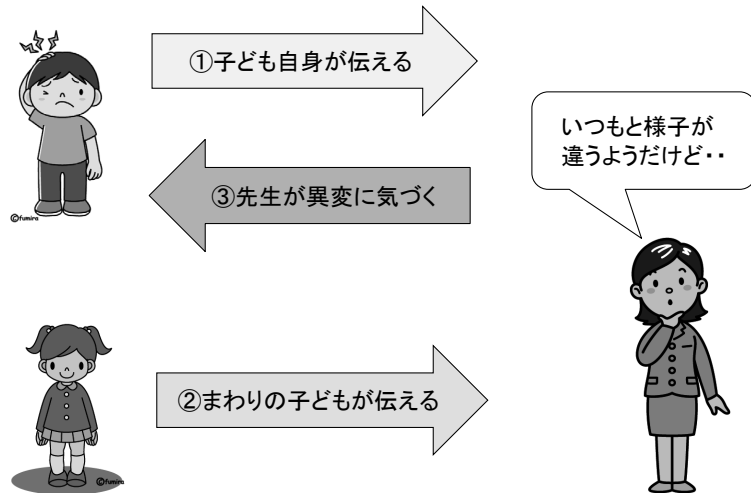 ①子ども自身が伝える
いつもと様子が
違うようだけど・・
③先生が異変に気づく
©fumira
②まわりの子どもが伝える
©fumira